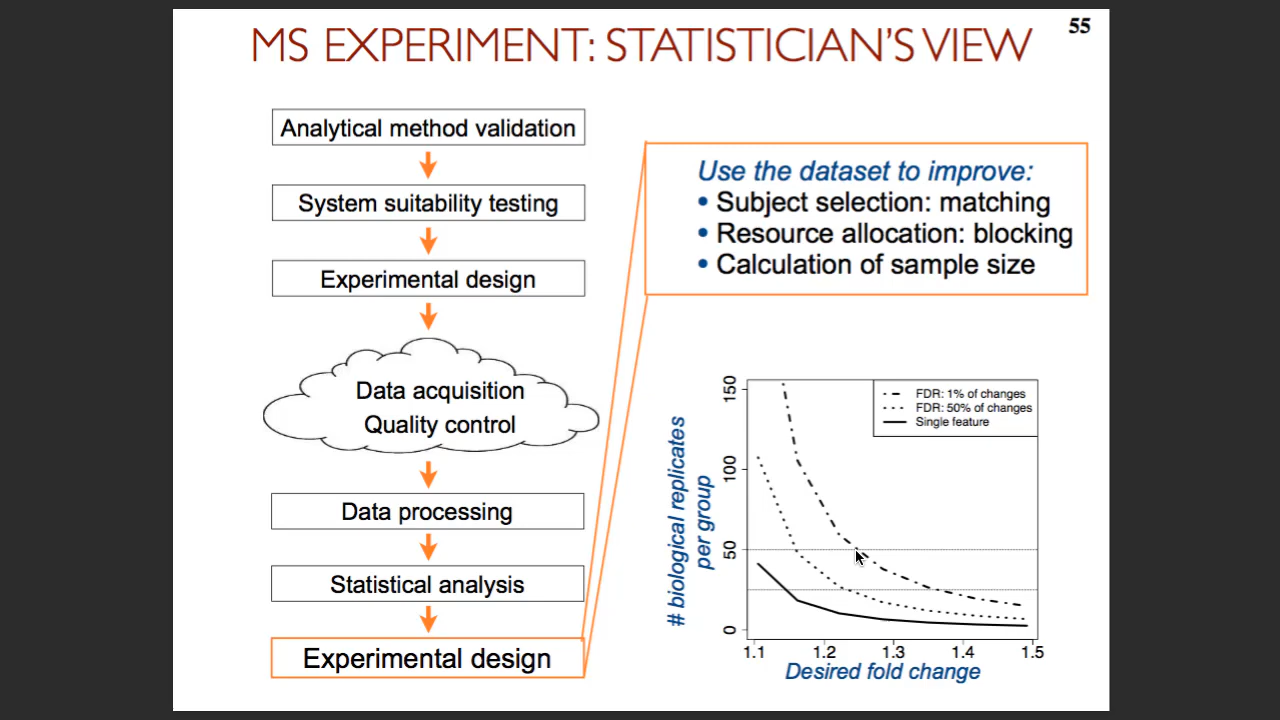 55
MS EXPERIMENT: STATISTICIAN'S VIEW
Analytical method validation
System suitability testing
Experimental design
Data acquisition
Quality control
Data processing
Statistical analysis
Experimental design
Use the dataset to improve:
• Subject selection: matching
• Resource allocation: blocking
• Calculation of sample size
# biological replicates
per group
150
100
50
0
FDR: 1% of changes
FDR: 50% of changes
Single feature
1.1 1.2 1.3 1.4 1.5
Desired fold change